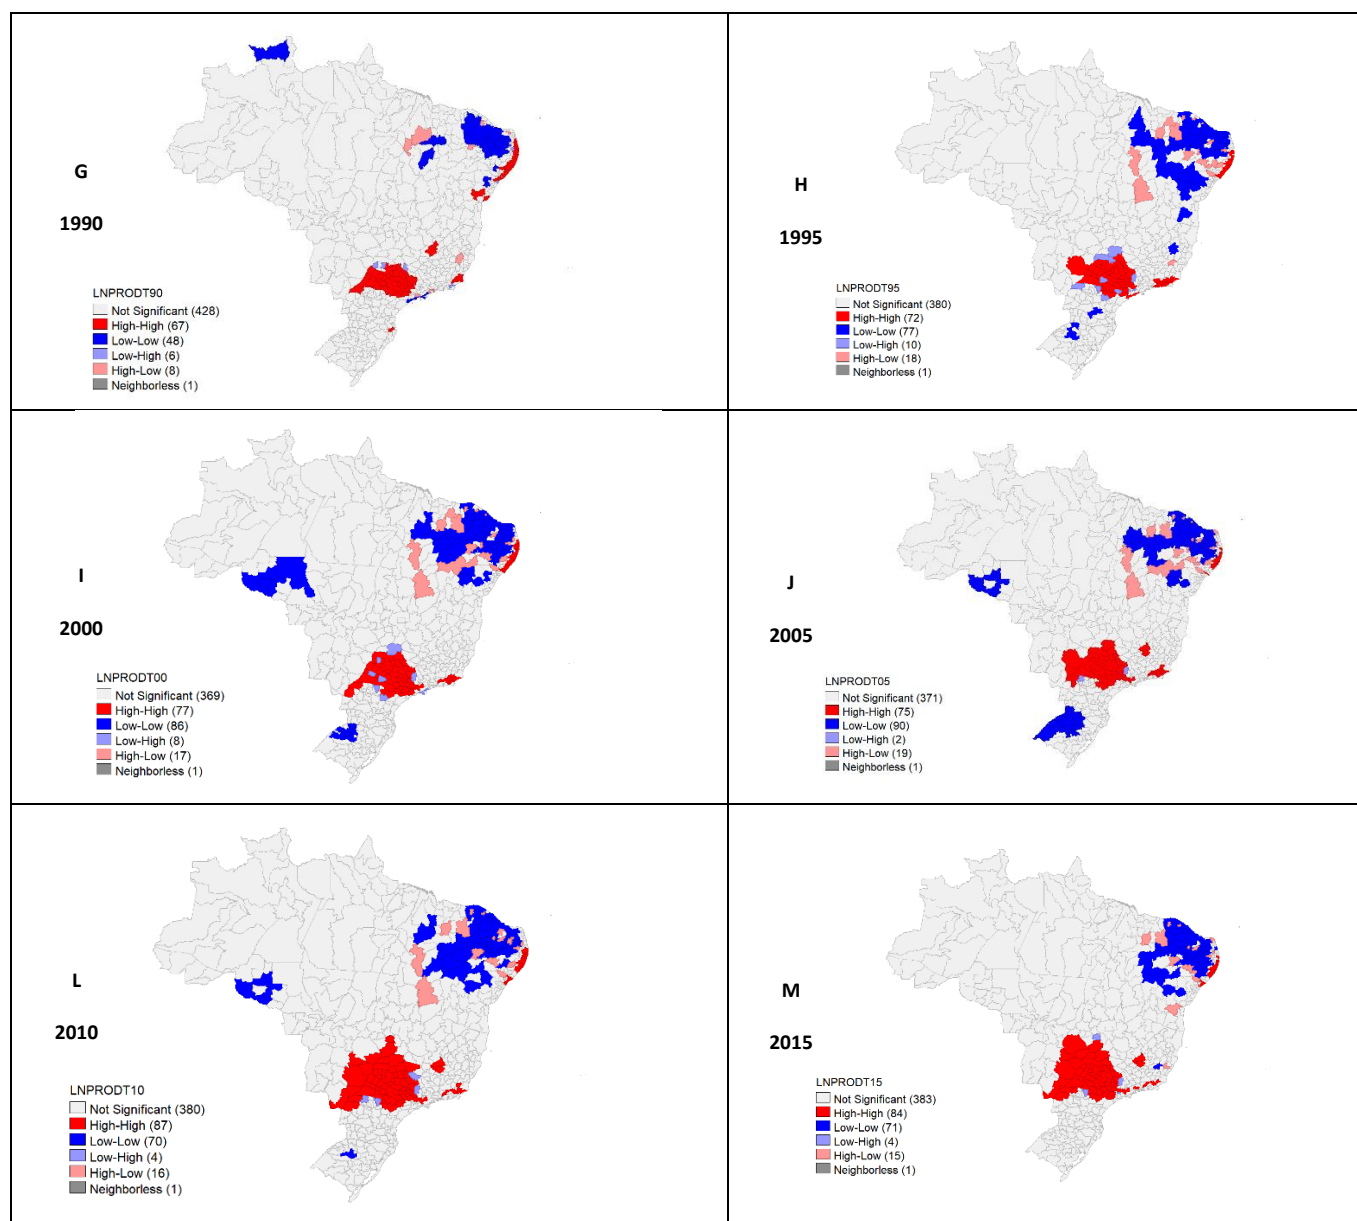 G
1990
LNPRODT90
Not Significant (428)
High-High (67)
Low-Low (48)
Low-High (6)
High-Low (8)
Neighborless (1)
H
1995
LNPRODT95
Not Significant (380)
High-High (72)
Low-Low (77)
Low-High (10)
High-Low (18)
Neighborless (1)
I
2000
LNPRODT00
Not Significant (369)
High-High (77)
Low-Low (86)
Low-High (8)
High-Low (17)
Neighborless (1)
J
2005
LNPRODT05
Not Significant (371)
High-High (75)
Low-Low (90)
Low-High (2)
High-Low (19)
Neighborless (1)
L
2010
LNPRODT10
Not Significant (380)
High-High (87)
Low-Low (70)
Low-High (4)
High-Low (16)
Neighborless (1)
M
2015
LNPRODT15
Not Significant (383)
High-High (84)
Low-Low (71)
Low-High (4)
High-Low (15)
Neighborless (1)